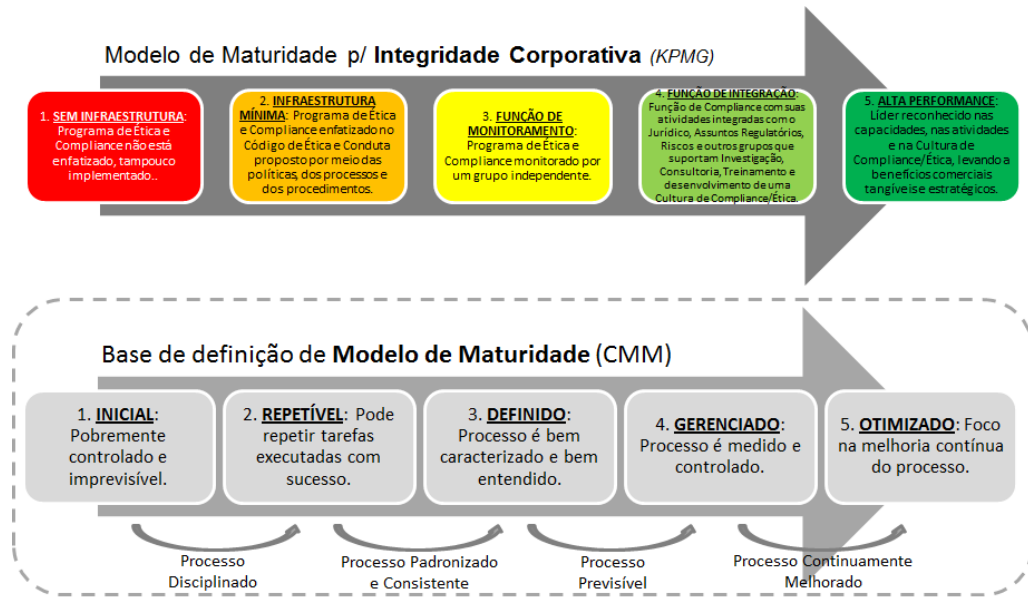 Modelo de Maturidade p/ Integridade Corporativa (KPMG)
1. SEM INFRAESTRUTURA:
Programa de Ética e
Compliance não está
enfatizado, tampouco
implementado..
2. INFRAESTRUTURA
MÍNIMA: Programa de Ética
e Compliance enfatizado no
Código de Ética e Conduta
proposto por meio das
políticas, dos processos e
dos procedimentos.
3. FUNÇÃO DE
MONITORAMENTO:
Programa de Ética e
Compliance monitorado por
um grupo independente.
4. FUNÇÃO DE INTEGRAÇÃO:
Função de Compliance com suas
atividades integradas com o
Jurídico, Assuntos Regulatórios,
Riscos e outros grupos que
suportam Investigação,
Consultoria, Treinamento e
desenvolvimento de uma
Cultura de Compliance/Ética.
5. ALTA PERFORMANCE:
Líder reconhecido nas
capacidades, nas atividades
e na Cultura de
Compliance/Ética, levando a
benefícios comerciais
tangíveis e estratégicos.
Base de definição de Modelo de Maturidade (CMM)
1. INICIAL:
Pobremente
controlado e
imprevisível.
2. REPETÍVEL: Pode
repetir tarefas
executadas com
sucesso.
3. DEFINIDO:
Processo é bem
caracterizado e bem
entendido.
4. GERENCIADO:
Processo é medido e
controlado.
5. OTIMIZADO: Foco
na melhoria contínua
do processo.
Processo
Disciplinado
Processo Padronizado
e Consistente
Processo
Previsível
Processo Continuamente
Melhorado